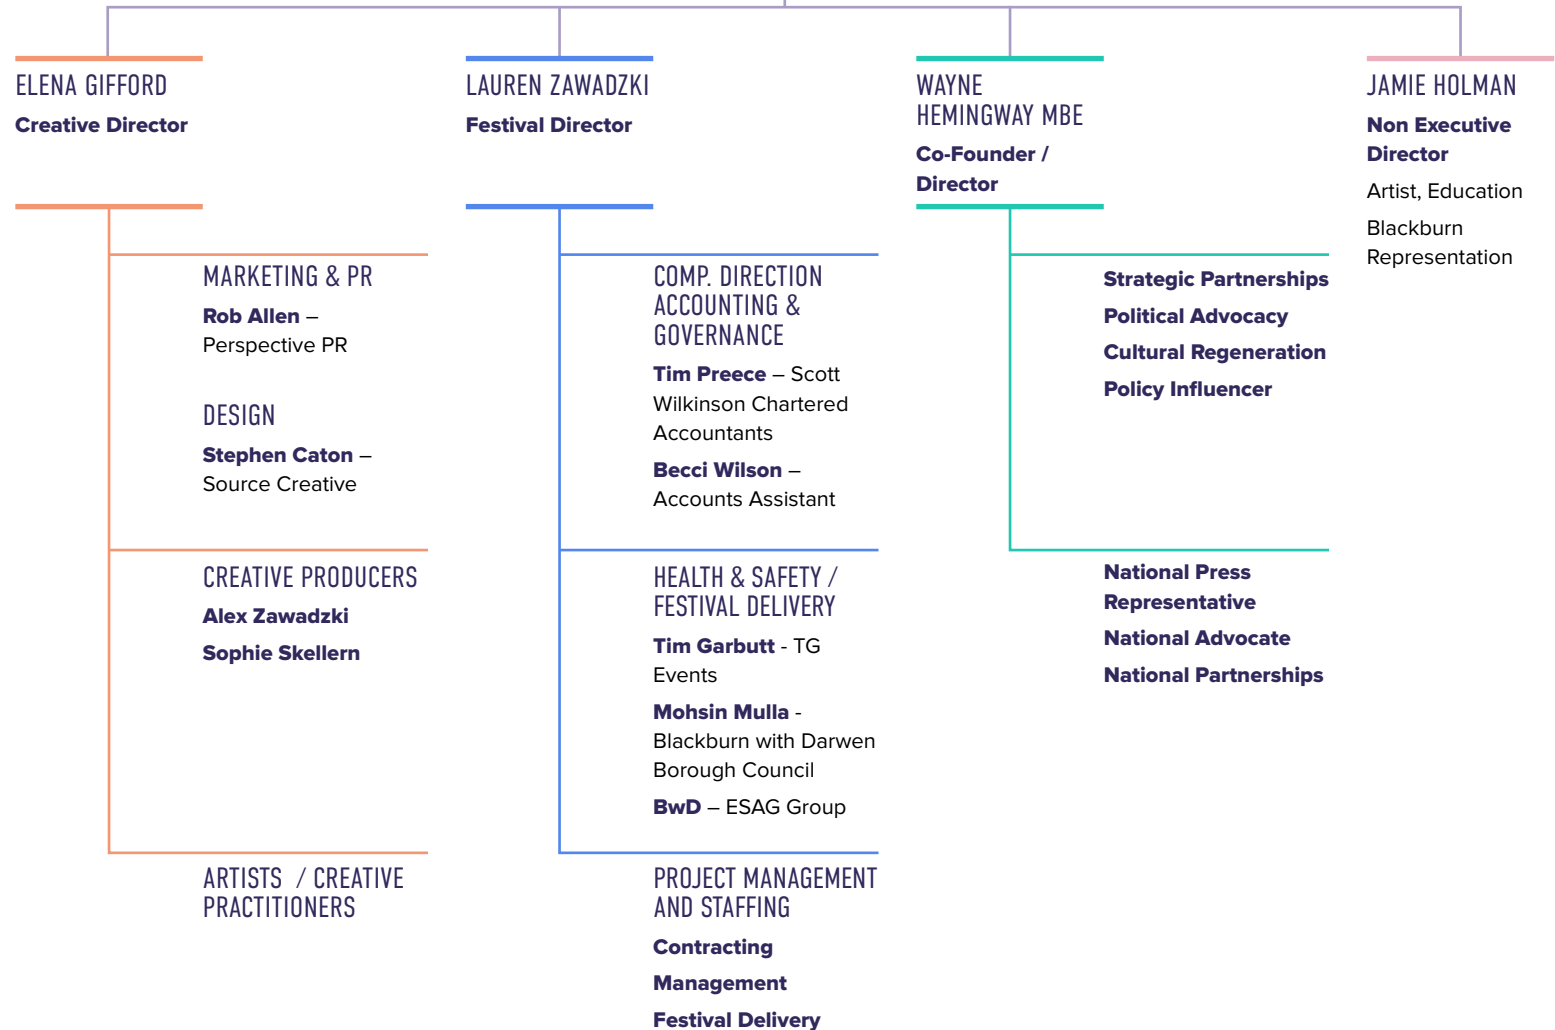 ELENA GIFFORD
Creative Director
MARKETING & PR
Rob Allen –
Perspective PR
DESIGN
Stephen Caton –
Source Creative
CREATIVE PRODUCERS
Alex Zawadzki
Sophie Skellern
ARTISTS / CREATIVE
PRACTITIONERS
LAUREN ZAWADZKI
Festival Director
COMP. DIRECTION
ACCOUNTING &
GOVERNANCE
Tim Preece – Scott
Wilkinson Chartered
Accountants
Becci Wilson –
Accounts Assistant
HEALTH & SAFETY /
FESTIVAL DELIVERY
Tim Garbutt - TG
Events
Mohsin Mulla -
Blackburn with Darwen
Borough Council
BwD – ESAG Group
PROJECT MANAGEMENT
AND STAFFING
Contracting
Management
Festival Delivery
WAYNE
HEMINGWAY MBE
Co-Founder /
Director
Strategic Partnerships
Political Advocacy
Cultural Regeneration
Policy Influencer
National Press
Representative
National Advocate
National Partnerships
JAMIE HOLMAN
Non Executive
Director
Artist, Education
Blackburn
Representation